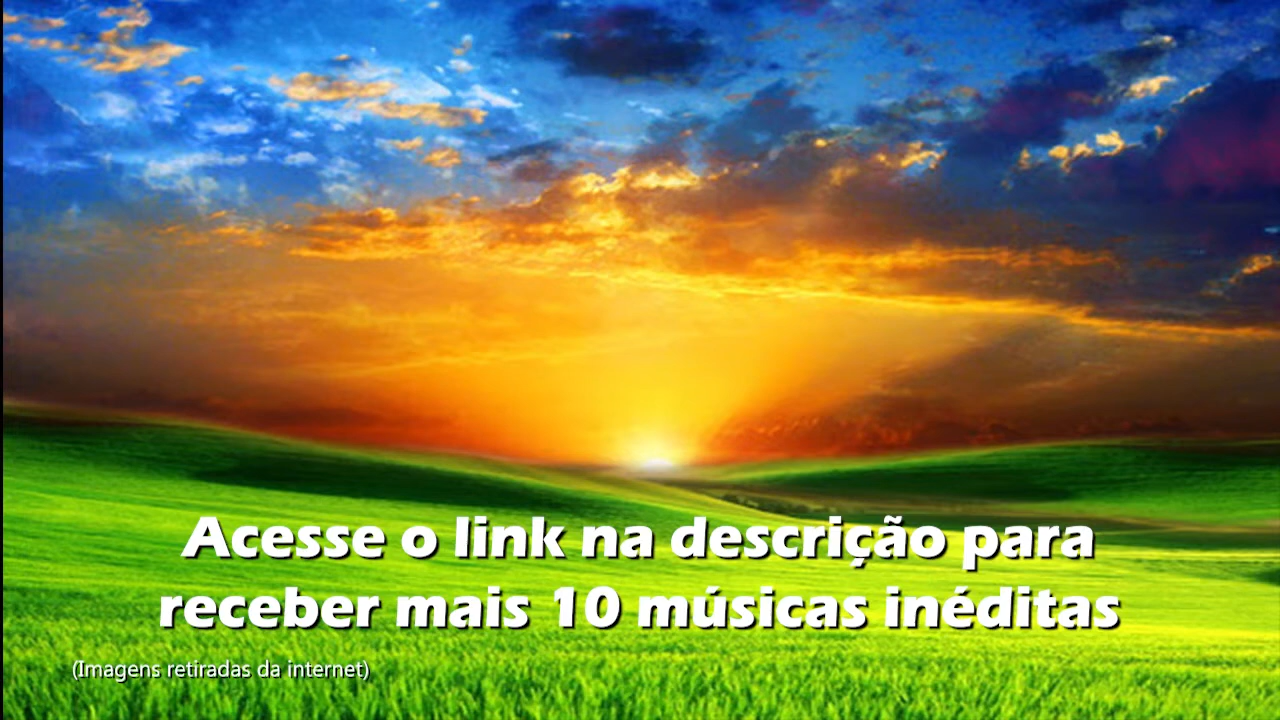 Acesse o link na descrição para
receber mais 10 músicas inéditas
(Imagens retiradas da internet)